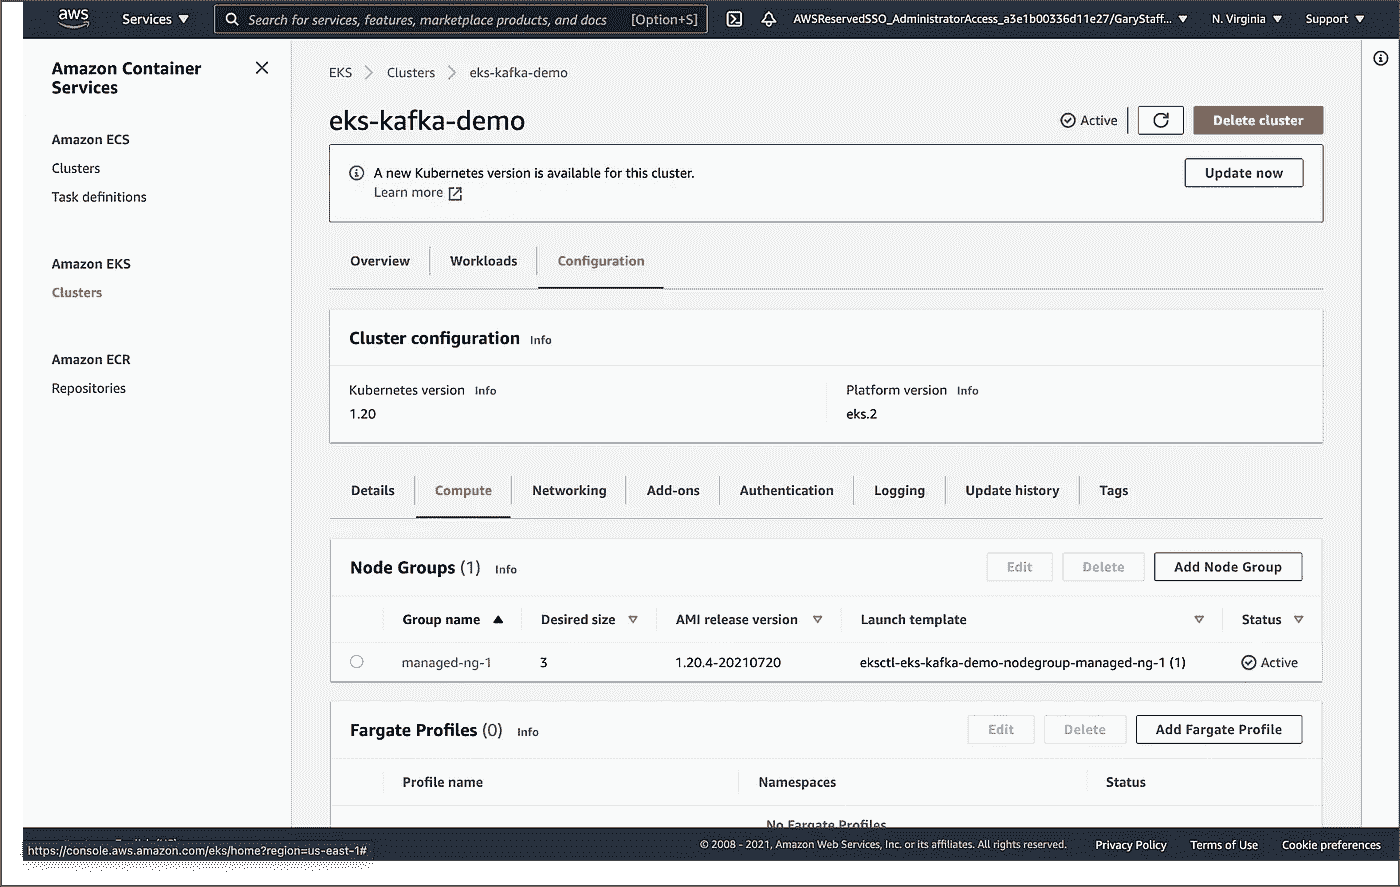 aws
Services ▼
Search for services, features, marketplace products, and docs [Option+S]
AWSReservedSSO_AdministratorAccess_a3e1b00336d11e27/GaryStaff... ▼
N. Virginia ▼
Support ▼
Amazon Container
Services
Amazon ECS
Clusters
Task definitions
Amazon EKS
Clusters
Amazon ECR
Repositories
EKS > Clusters > eks-kafka-demo
eks-kafka-demo
Active
Delete cluster
A new Kubernetes version is available for this cluster.
Learn more
Update now
Overview Workloads Configuration
Cluster configuration Info
Kubernetes version Info
1.20
Platform version Info
eks.2
Details Compute Networking Add-ons Authentication Logging Update history Tags
Node Groups (1) Info
Edit Delete Add Node Group
Group name Desired size AMI release version Launch template Status
managed-ng-1 3 1.20.4-20210720 eksctl-eks-kafka-demo-nodegroup-managed-ng-1 (1) Active
Fargate Profiles (0) Info
Edit Delete Add Fargate Profile
Profile name Namespaces Status
No Fargate Profiles
https://console.aws.amazon.com/eks/home?region=us-east-1#
© 2008 - 2021, Amazon Web Services, Inc. or its affiliates. All rights reserved.
Privacy Policy Terms of Use Cookie preferences